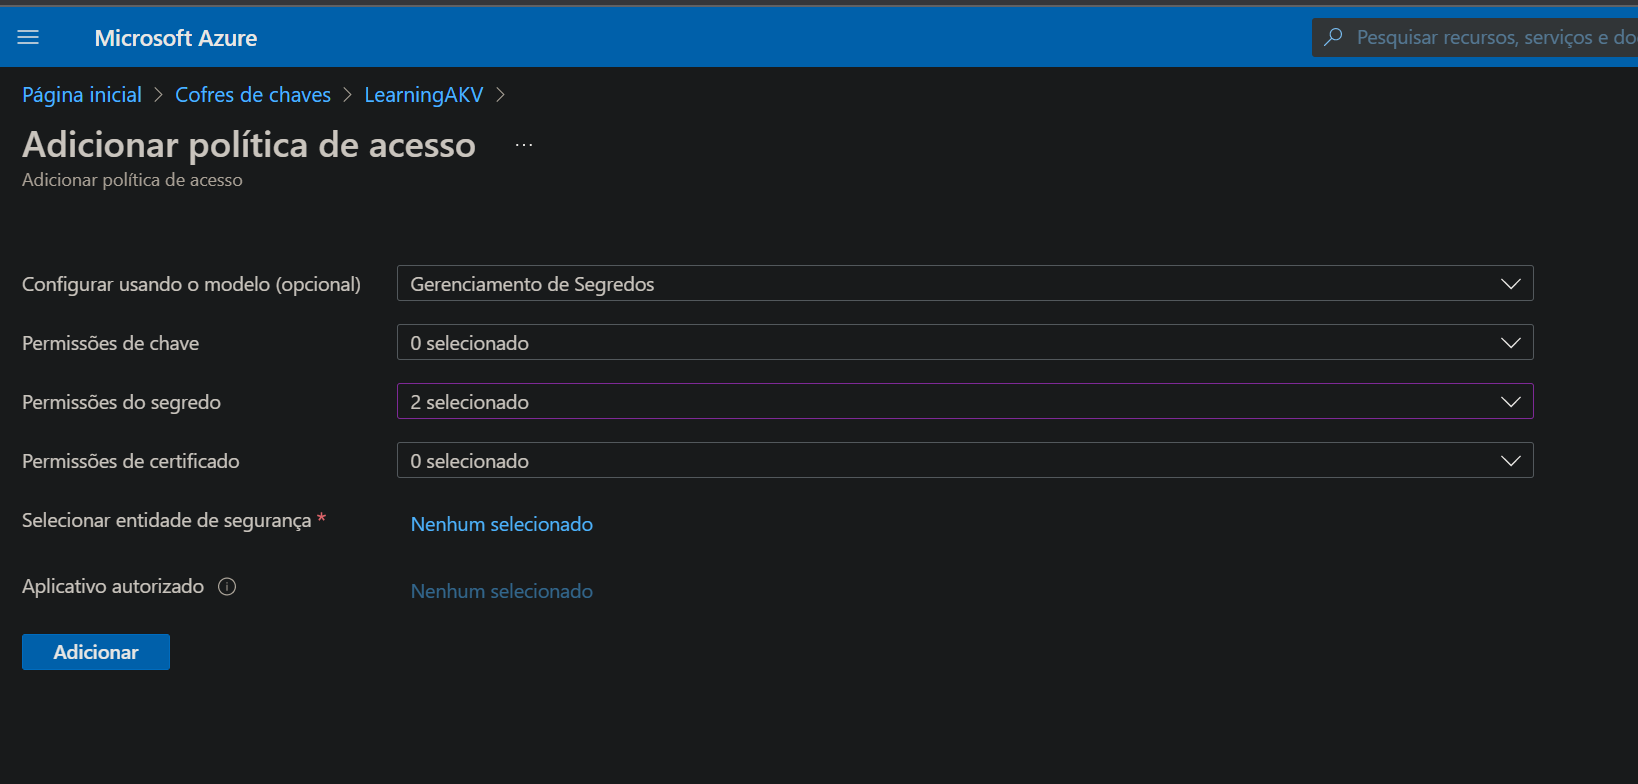 Microsoft Azure
Pesquisar recursos, serviços e do
Página inicial > Cofres de chaves > LearningAKV >
Adicionar política de acesso ...
Adicionar política de acesso
Configurar usando o modelo (opcional) Gerenciamento de Segredos
Permissões de chave 0 selecionado
Permissões do segredo 2 selecionado
Permissões de certificado 0 selecionado
Selecionar entidade de segurança * Nenhum selecionado
Aplicativo autorizado Nenhum selecionado
Adicionar